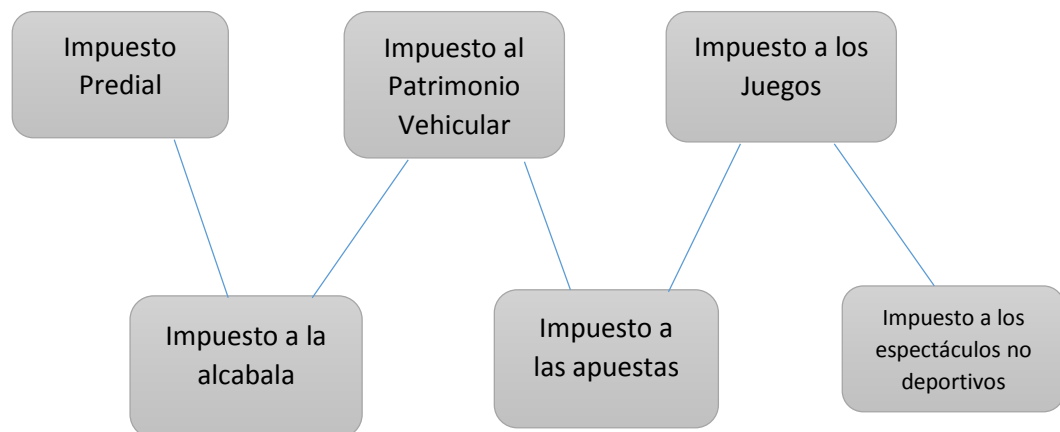 Impuesto
Predial
Impuesto al
Patrimonio
Vehicular
Impuesto a los
Juegos
Impuesto a la
alcabala
Impuesto a
las apuestas
Impuesto a los
espectáculos no
deportivos